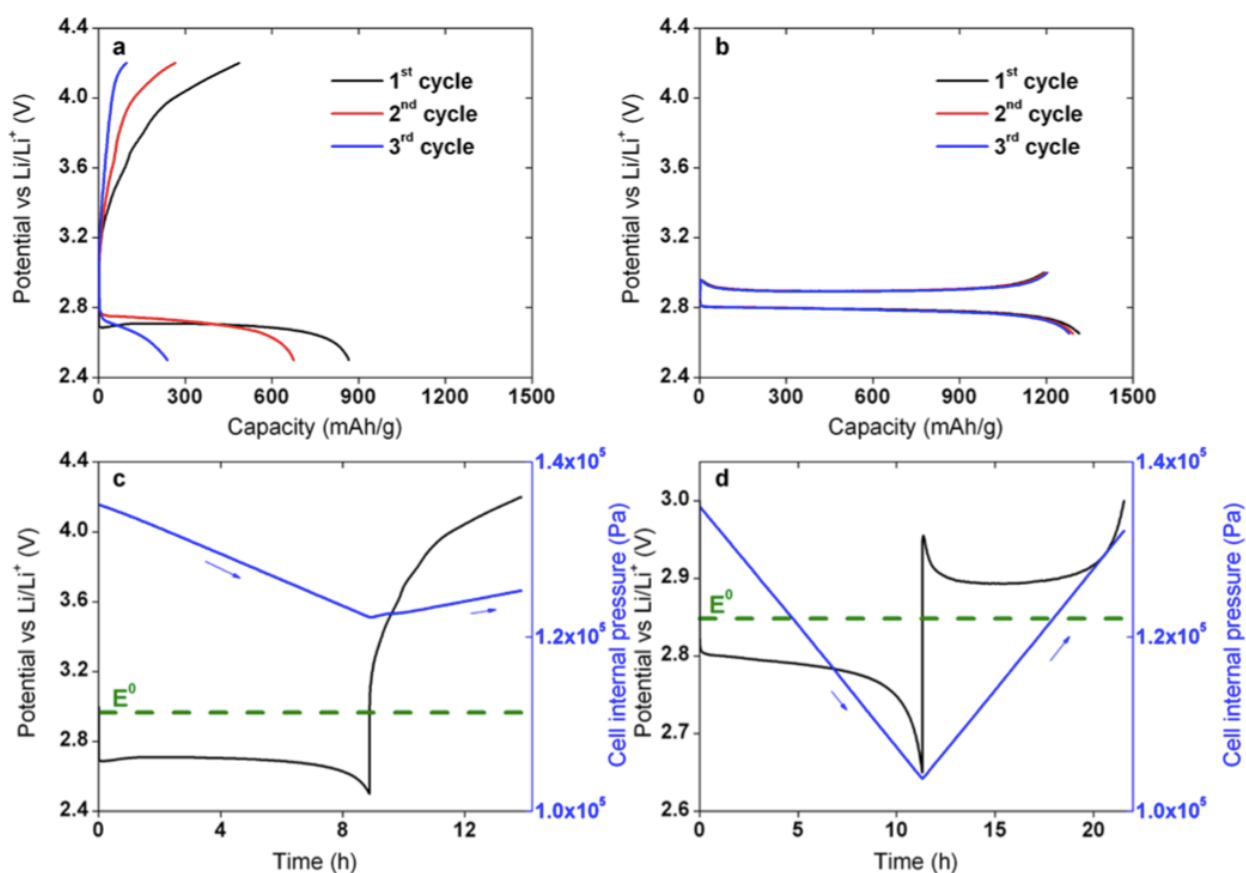 a
4.4
4.0
3.6
3.2
2.8
2.4
Potential vs Li/Li⁺ (V)
1ˢᵗ cycle
2ⁿᵈ cycle
3ʳᵈ cycle
0 300 600 900 1200 1500
Capacity (mAh/g)
b
4.4
4.0
3.6
3.2
2.8
2.4
Potential vs Li/Li⁺ (V)
1ˢᵗ cycle
2ⁿᵈ cycle
3ʳᵈ cycle
0 300 600 900 1200 1500
Capacity (mAh/g)
c
4.4
4.0
3.6
3.2
2.8
2.4
Potential vs Li/Li⁺ (V)
E⁰
1.4x10⁵
1.2x10⁵
1.0x10⁵
Cell internal pressure (Pa)
0 4 8 12
Time (h)
d
3.0
2.9
2.8
2.7
2.6
Potential vs Li/Li⁺ (V)
E⁰
1.4x10⁵
1.2x10⁵
1.0x10⁵
Cell internal pressure (Pa)
0 5 10 15 20
Time (h)